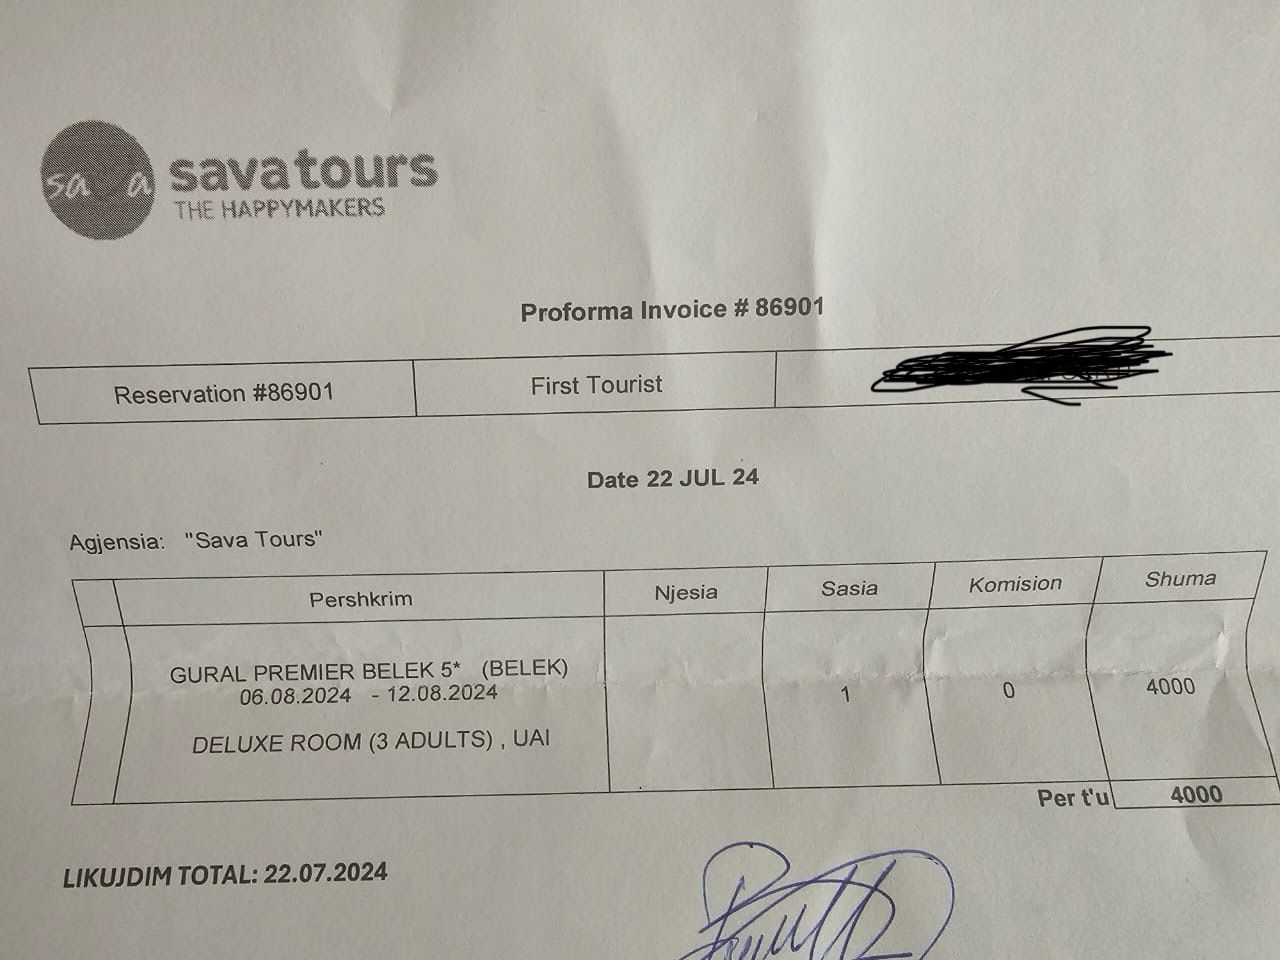 sa a
savatours
THE HAPPYMAKERS
Proforma Invoice # 86901
Reservation #86901 First Tourist
Date 22 JUL 24
Agjensia: "Sava Tours"
Pershkrim Njesia Sasia Komision Shuma
GURAL PREMIER BELEK 5* (BELEK)
06.08.2024 - 12.08.2024 1 0 4000
DELUXE ROOM (3 ADULTS) , UAI
Per t'u 4000
LIKUJDIM TOTAL: 22.07.2024